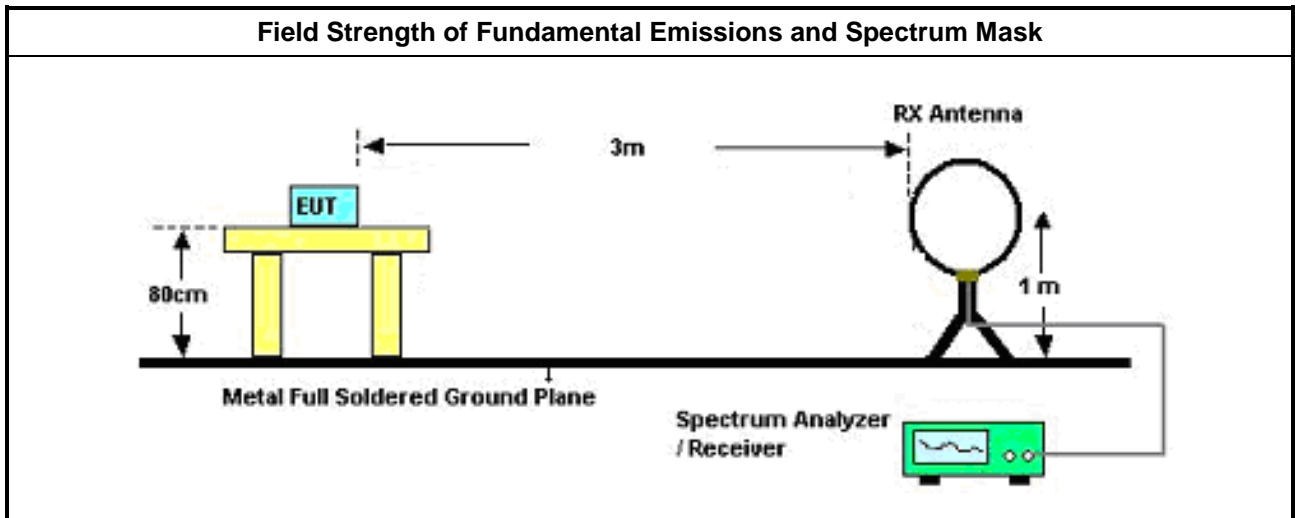 Field Strength of Fundamental Emissions and Spectrum Mask
RX Antenna
3m
EUT
80cm
1 m
Metal Full Soldered Ground Plane
Spectrum Analyzer
/ Receiver